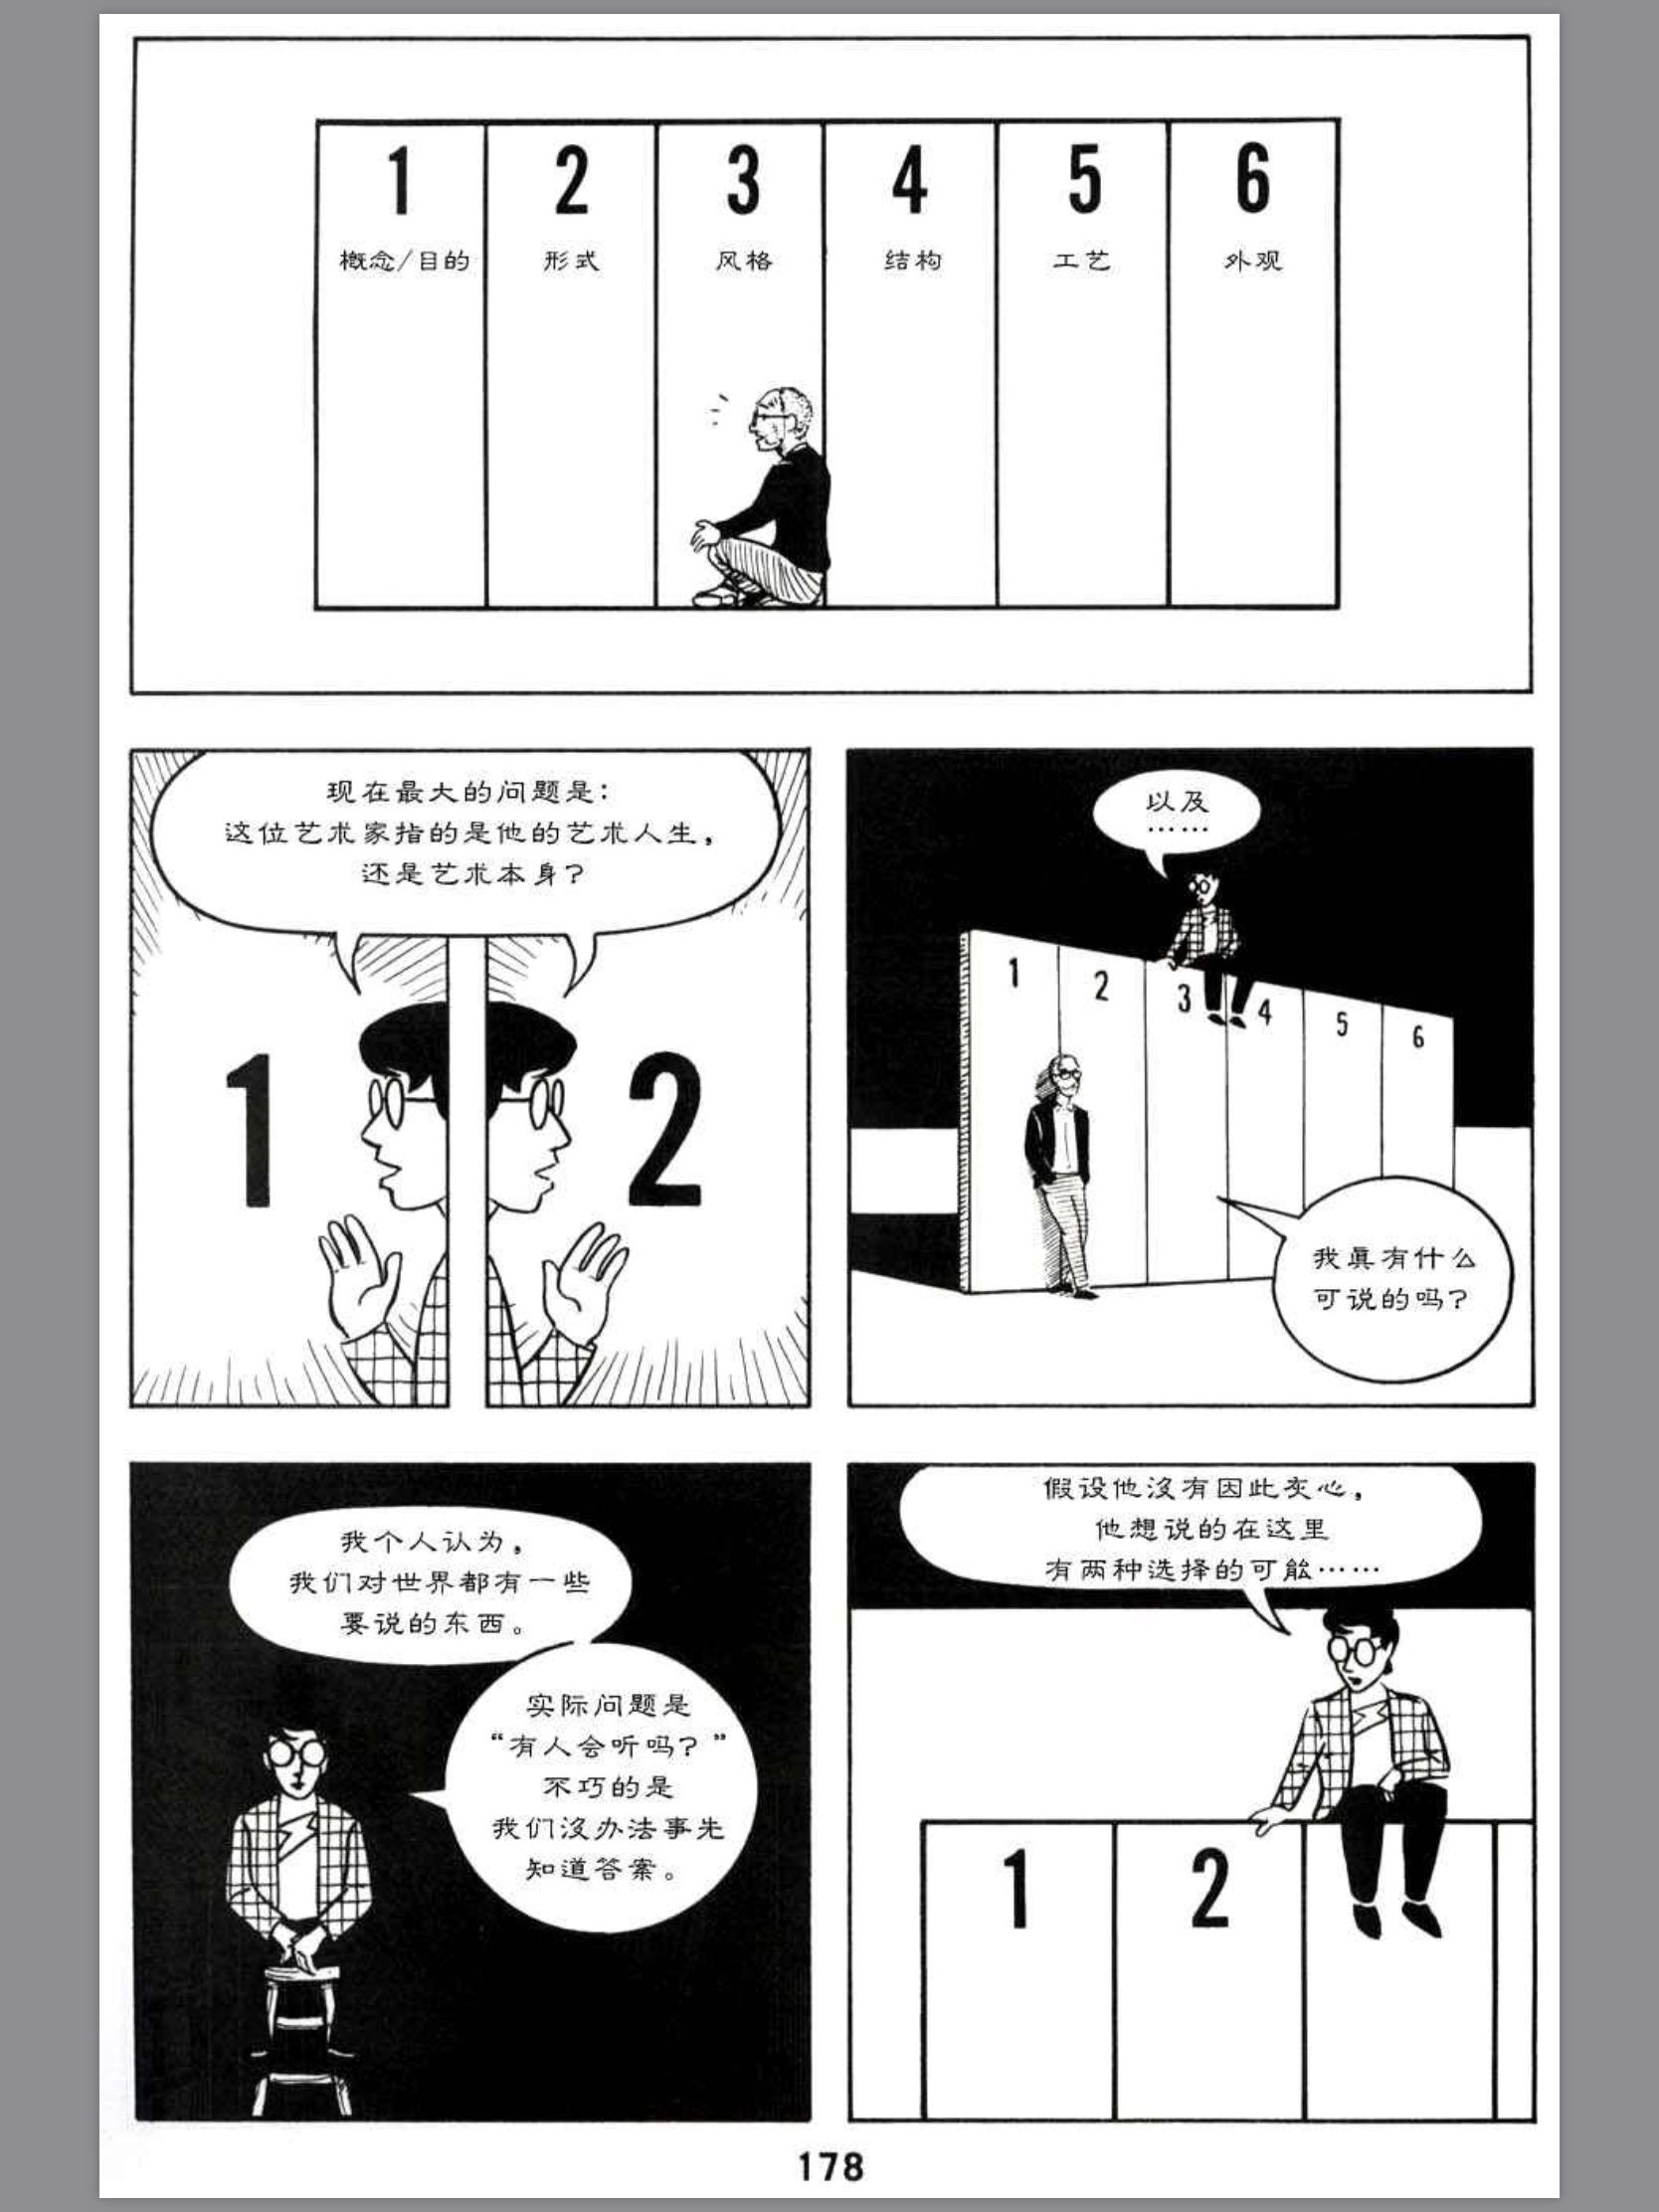 1 2 3 4 5 6
概念/目的 形式 风格 结构 工艺 外观
现在最大的问题是：
这位艺术家指的是他的艺术人生，
还是艺术本身？
1 2
以及
……
1 2 3 4 5 6
我真有什么
可说的吗？
我个人认为，
我们对世界都有一些
要说的东西。
实际问题是
“有人会听吗？”
不巧的是
我们没办法事先
知道答案。
假设他没有因此灰心，
他想说的在这里
有两种选择的可能……
1 2
178